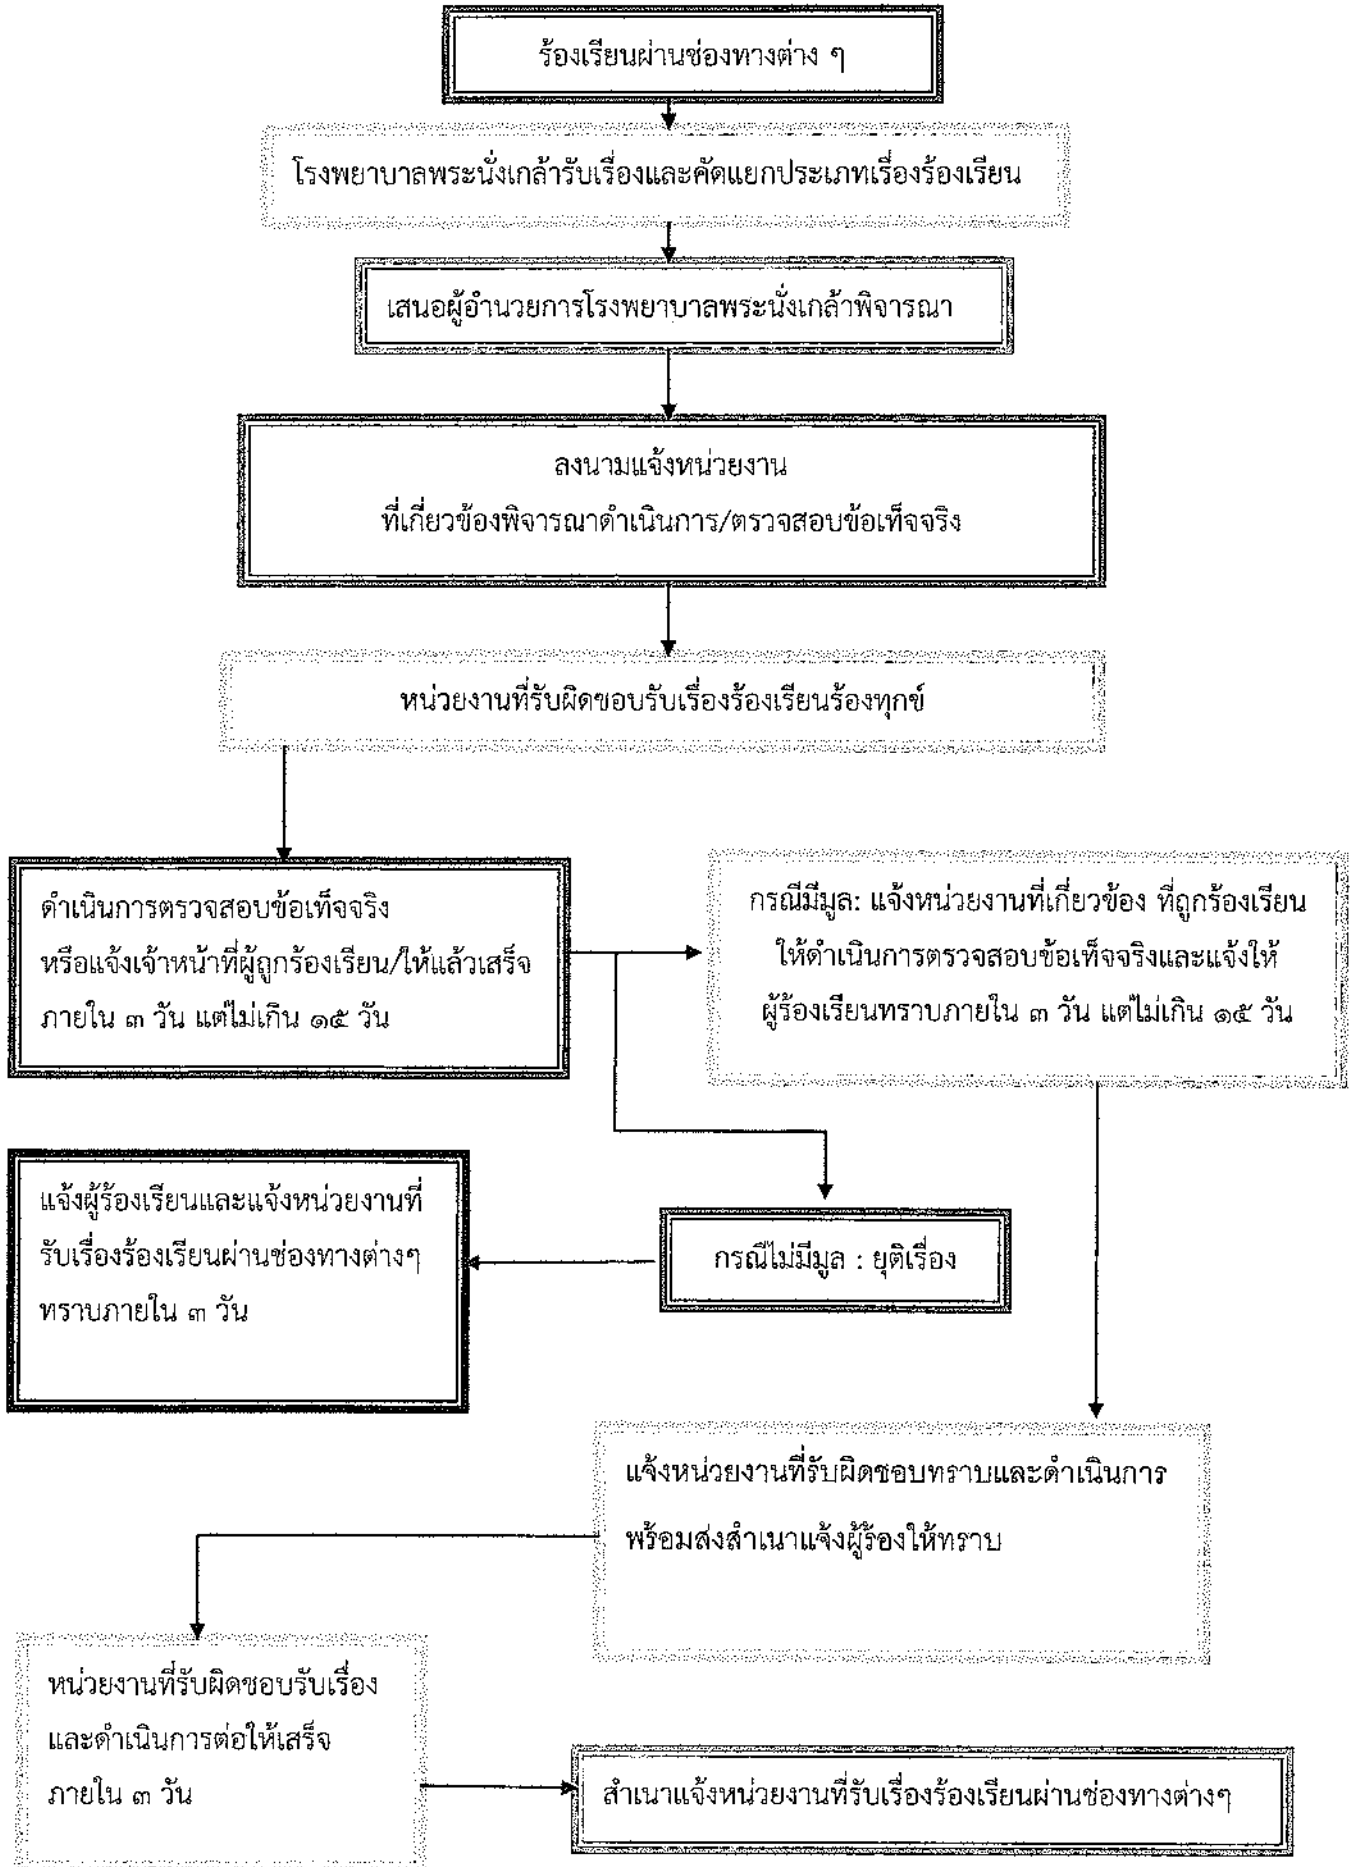 ร้องเรียนผ่านช่องทางต่าง ๆ
โรงพยาบาลพระนั่งเกล้ารับเรื่องและคัดแยกประเภทเรื่องร้องเรียน
เสนอผู้อำนวยการโรงพยาบาลพระนั่งเกล้าพิจารณา
ลงนามแจ้งหน่วยงาน
ที่เกี่ยวข้องพิจารณาดำเนินการ/ตรวจสอบข้อเท็จจริง
หน่วยงานที่รับผิดชอบรับเรื่องร้องเรียนร้องทุกข์
ดำเนินการตรวจสอบข้อเท็จจริง
หรือแจ้งเจ้าหน้าที่ผู้ถูกร้องเรียน/ให้แล้วเสร็จ
ภายใน ๓ วัน แต่ไม่เกิน ๑๕ วัน
กรณีมีมูล: แจ้งหน่วยงานที่เกี่ยวข้อง ที่ถูกร้องเรียน
ให้ดำเนินการตรวจสอบข้อเท็จจริงและแจ้งให้
ผู้ร้องเรียนทราบภายใน ๓ วัน แต่ไม่เกิน ๑๕ วัน
แจ้งผู้ร้องเรียนและแจ้งหน่วยงานที่
รับเรื่องร้องเรียนผ่านช่องทางต่างๆ
ทราบภายใน ๓ วัน
กรณีไม่มีมูล : ยุติเรื่อง
แจ้งหน่วยงานที่รับผิดชอบทราบและดำเนินการ
พร้อมส่งสำเนาแจ้งผู้ร้องให้ทราบ
หน่วยงานที่รับผิดชอบรับเรื่อง
และดำเนินการต่อให้เสร็จ
ภายใน ๓ วัน
สำเนาแจ้งหน่วยงานที่รับเรื่องร้องเรียนผ่านช่องทางต่างๆ